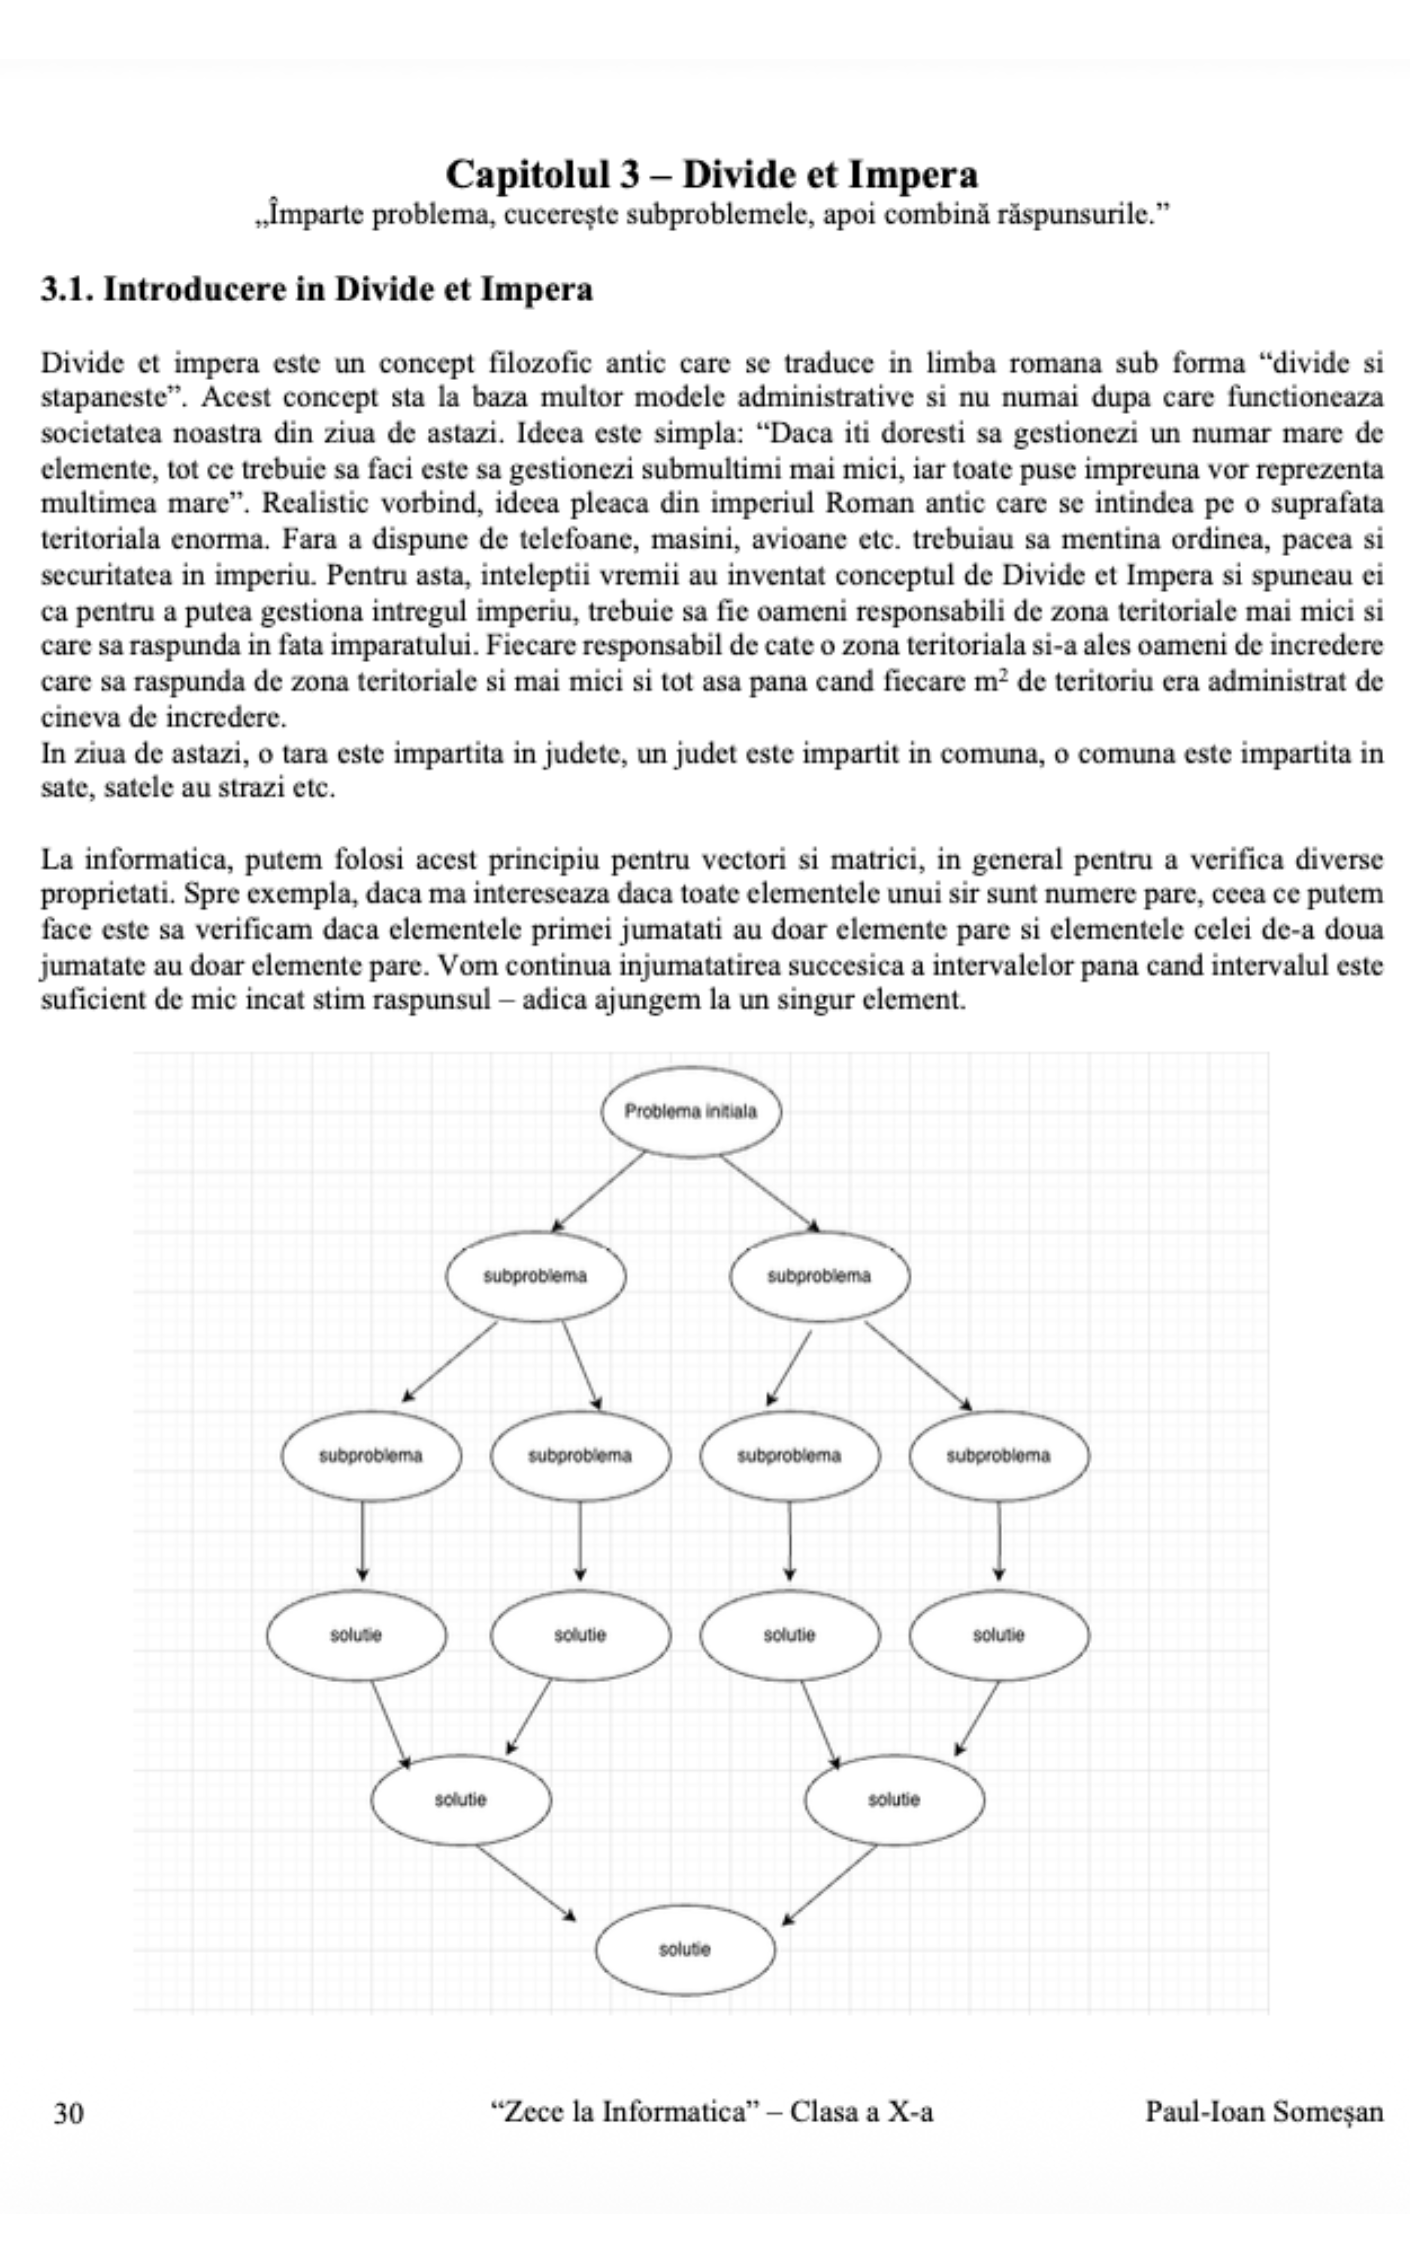 Capitolul 3 – Divide et Impera
„Împarte problema, cucerește subproblemele, apoi combină răspunsurile.”
3.1. Introducere in Divide et Impera
Divide et impera este un concept filozofic antic care se traduce in limba romana sub forma “divide si
stapaneste”. Acest concept sta la baza multor modele administrative si nu numai dupa care functioneaza
societatea noastra din ziua de astazi. Ideea este simpla: “Daca iti doresti sa gestionezi un numar mare de
elemente, tot ce trebuie sa faci este sa gestionezi submultimi mai mici, iar toate puse impreuna vor reprezenta
multimea mare”. Realistic vorbind, ideea pleaca din imperiul Roman antic care se intindea pe o suprafata
teritoriala enorma. Fara a dispune de telefoane, masini, avioane etc. trebuiau sa mentina ordinea, pacea si
securitatea in imperiu. Pentru asta, inteleptii vremii au inventat conceptul de Divide et Impera si spuneau ei
ca pentru a putea gestiona intregul imperiu, trebuie sa fie oameni responsabili de zona teritoriale mai mici si
care sa raspunda in fata imparatului. Fiecare responsabil de cate o zona teritoriala si-a ales oameni de incredere
care sa raspunda de zona teritoriale si mai mici si tot asa pana cand fiecare m² de teritoriu era administrat de
cineva de incredere.
In ziua de astazi, o tara este impartita in judete, un judet este impartit in comuna, o comuna este impartita in
sate, satele au strazi etc.
La informatica, putem folosi acest principiu pentru vectori si matrici, in general pentru a verifica diverse
proprietati. Spre exempla, daca ma intereseaza daca toate elementele unui sir sunt numere pare, ceea ce putem
face este sa verificam daca elementele primei jumatati au doar elemente pare si elementele celei de-a doua
jumatate au doar elemente pare. Vom continua injumatatirea succesica a intervalelor pana cand intervalul este
suficient de mic incat stim raspunsul – adica ajungem la un singur element.
Problema initiala
subproblema subproblema
subproblema subproblema subproblema subproblema
solutie solutie solutie solutie
solutie solutie
solutie
30 “Zece la Informatica” – Clasa a X-a Paul-Ioan Someșan